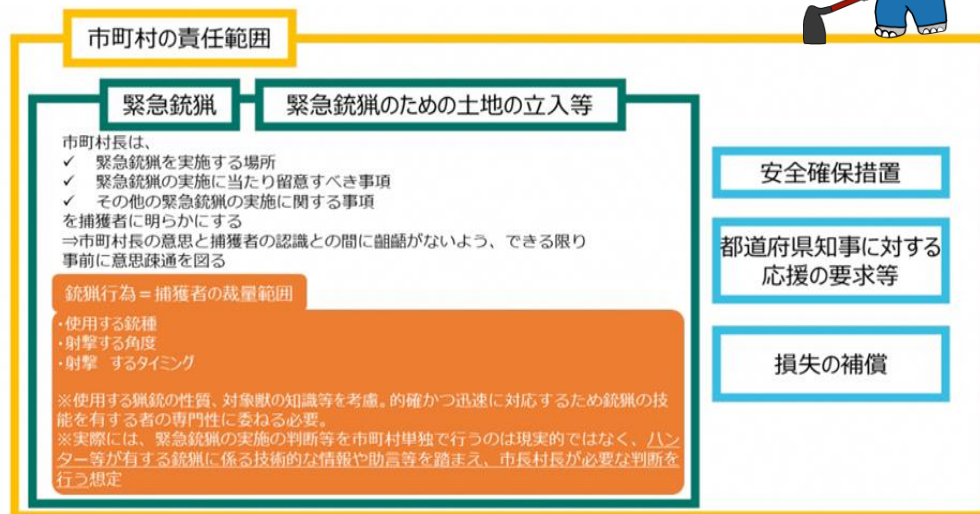 市町村の責任範囲
緊急銃猟
緊急銃猟のための土地の立入等
市町村長は、
✓ 緊急銃猟を実施する場所
✓ 緊急銃猟の実施に当たり留意すべき事項
✓ その他の緊急銃猟の実施に関する事項
を捕獲者に明らかにする
⇒市町村長の意思と捕獲者の認識との間に齟齬がないよう、できる限り
事前に意思疎通を図る
銃猟行為=捕獲者の裁量範囲
・使用する銃種
・射撃する角度
・射撃 するタイミング
※使用する猟銃の性質、対象獣の知識等を考慮。的確かつ迅速に対応するため銃猟の技
能を有する者の専門性に委ねる必要。
※実際には、緊急銃猟の実施の判断等を市町村単独で行うのは現実的ではなく、ハン
ター等が有する銃猟に係る技術的な情報や助言等を踏まえ、市長村長が必要な判断を
行う想定
安全確保措置
都道府県知事に対する
応援の要求等
損失の補償